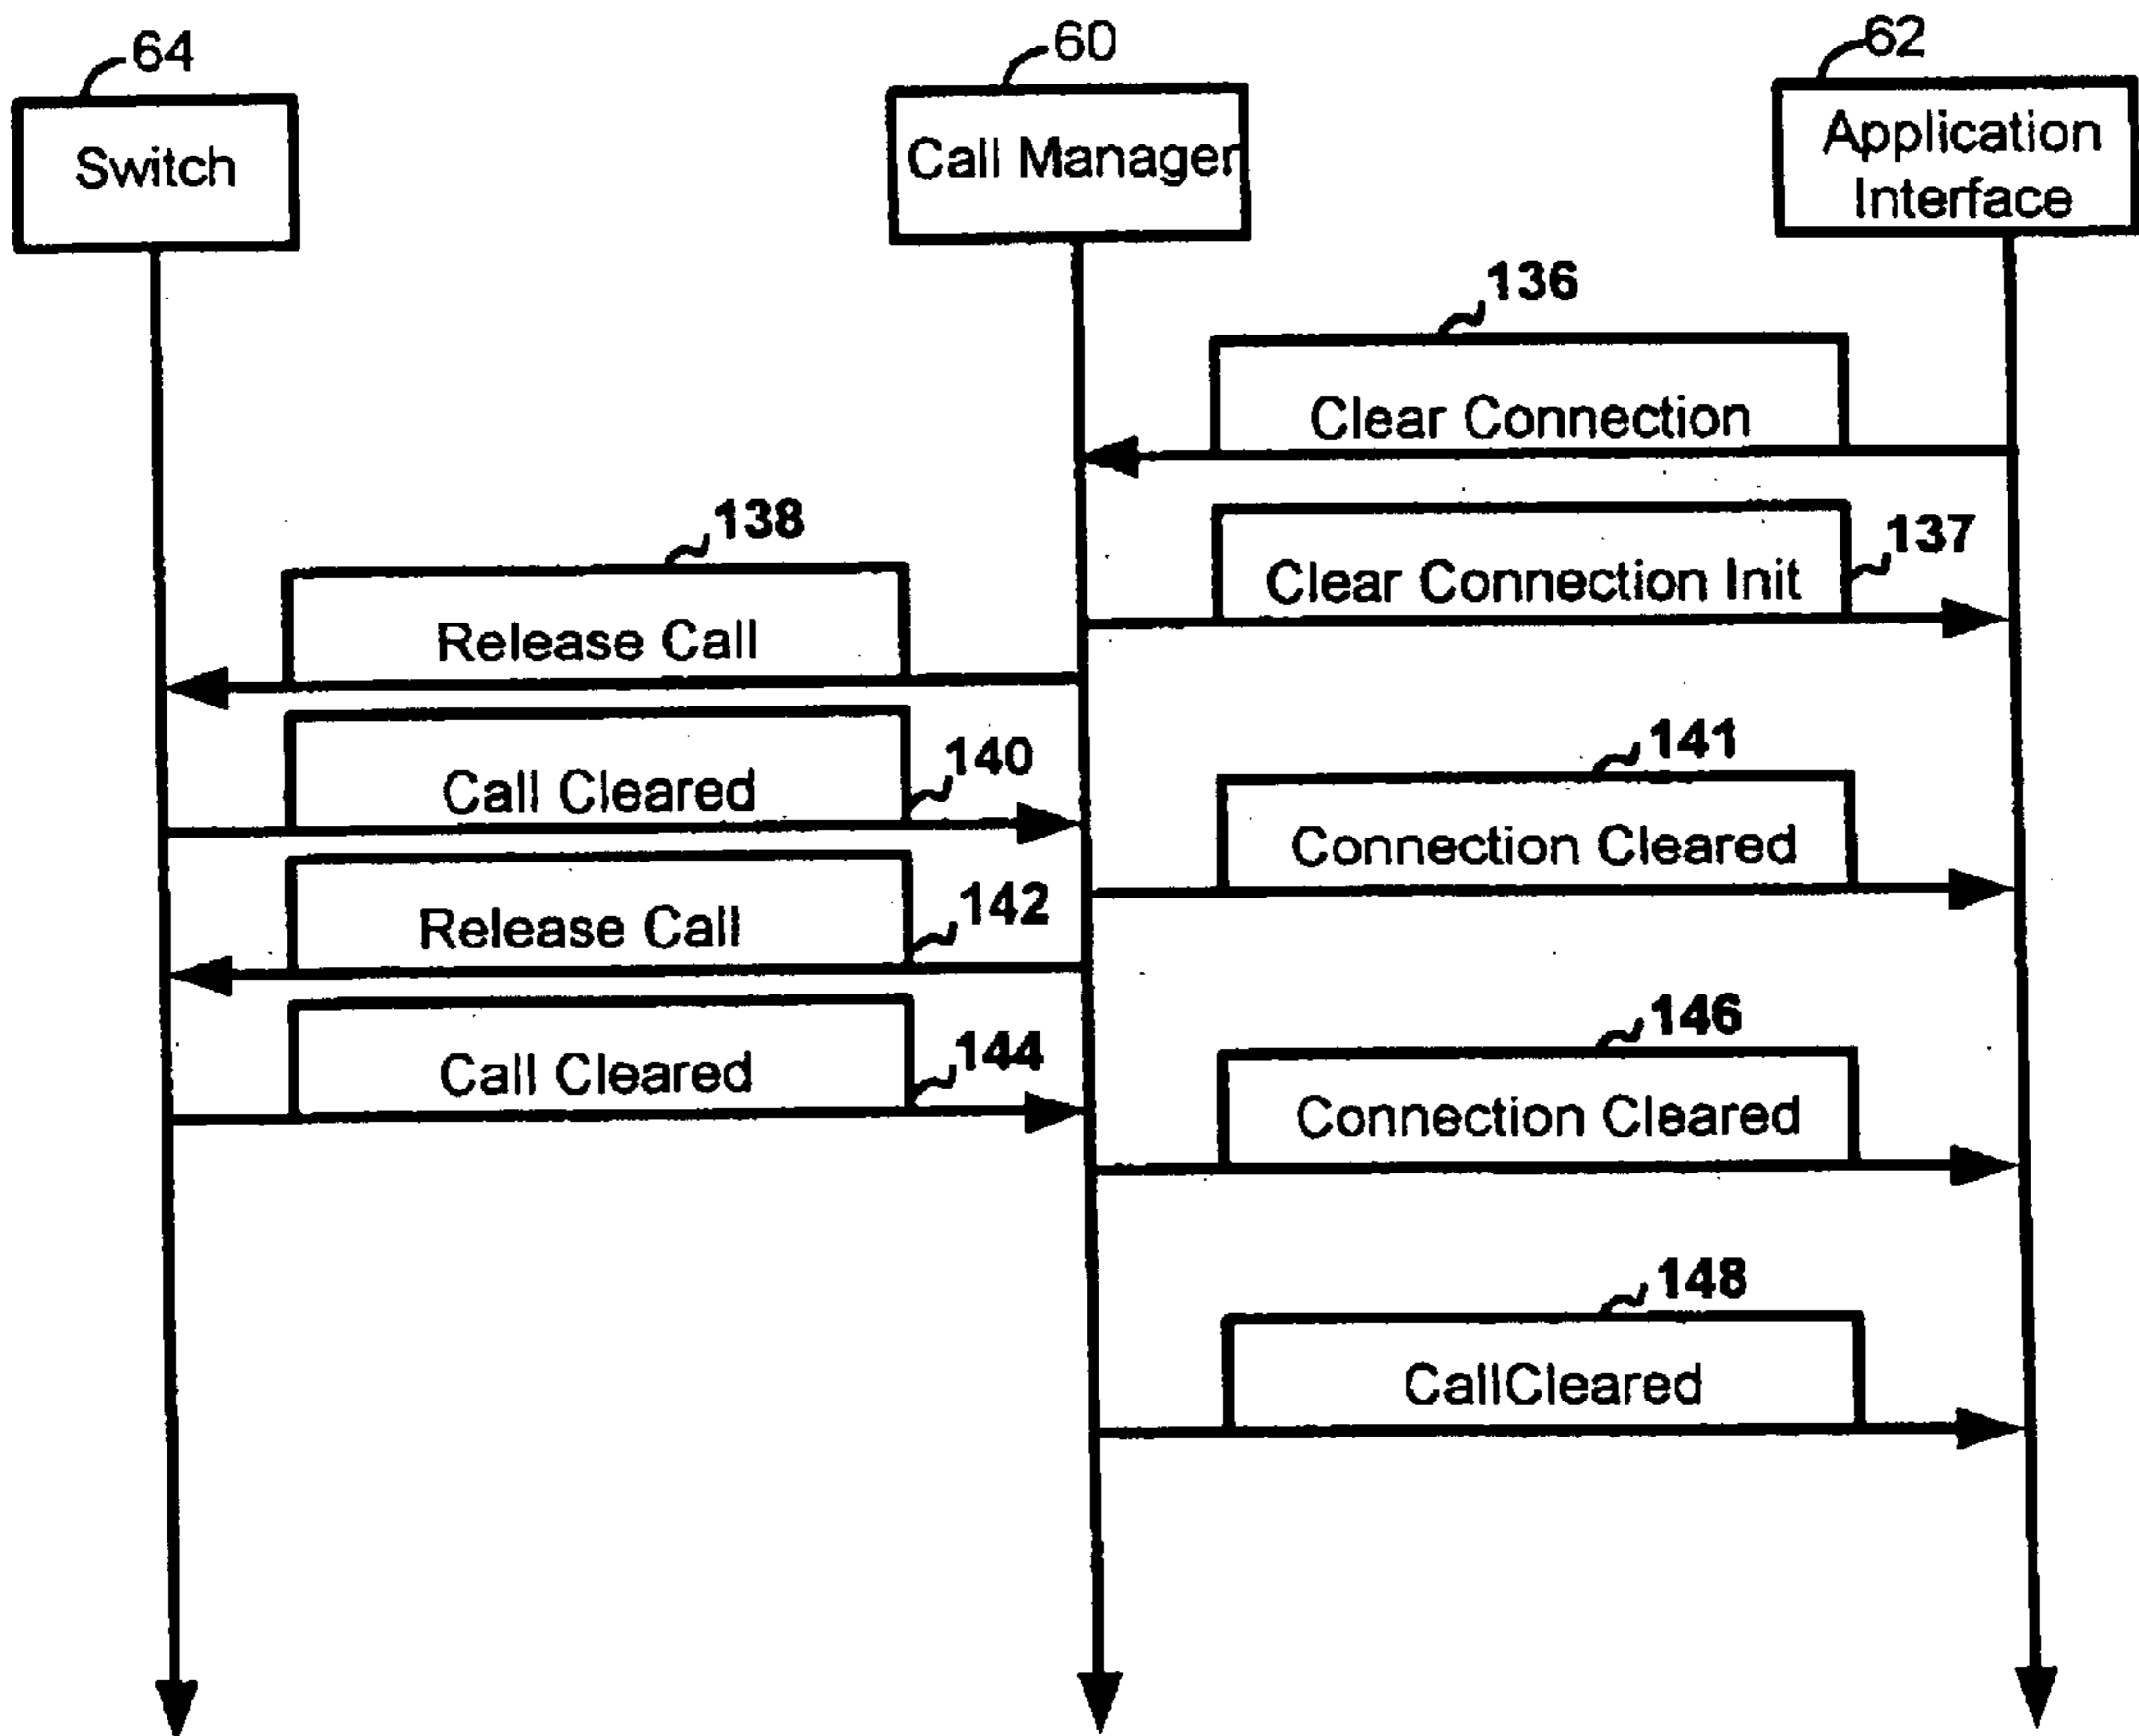 64
60
62
Switch
Call Manager
Application
Interface
136
Clear Connection
137
Clear Connection Init
138
Release Call
140
Call Cleared
141
Connection Cleared
142
Release Call
144
Call Cleared
146
Connection Cleared
148
CallCleared